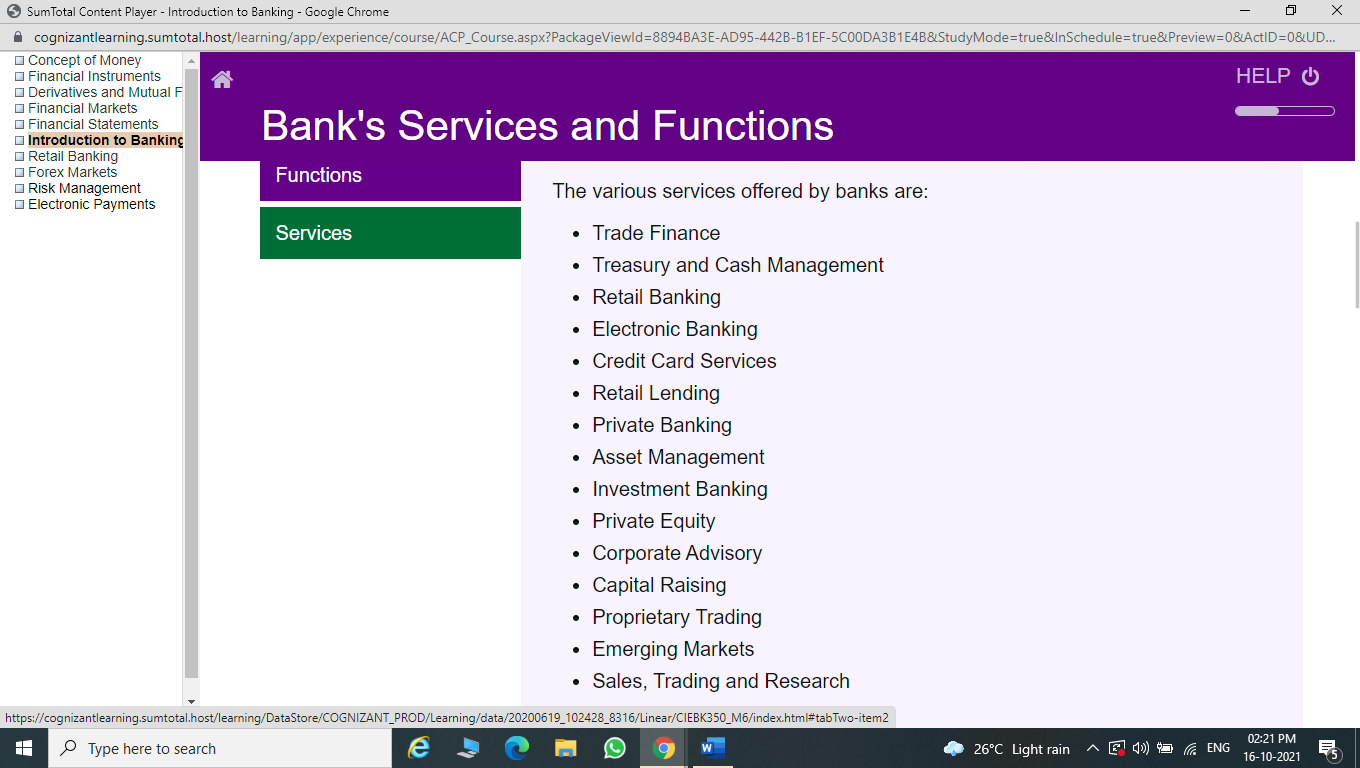 SumTotal Content Player - Introduction to Banking - Google Chrome
cognizantlearning.sumtotal.host/learning/app/experience/course/ACP_Course.aspx?PackageViewId=8894BA3E-AD95-442B-B1EF-5C00DA3B1E4B&StudyMode=true&InSchedule=true&Preview=0&ActID=0&UD...
Concept of Money
Financial Instruments
Derivatives and Mutual F
Financial Markets
Financial Statements
Introduction to Banking
Retail Banking
Forex Markets
Risk Management
Electronic Payments
HELP
Bank's Services and Functions
Functions
Services
The various services offered by banks are:
• Trade Finance
• Treasury and Cash Management
• Retail Banking
• Electronic Banking
• Credit Card Services
• Retail Lending
• Private Banking
• Asset Management
• Investment Banking
• Private Equity
• Corporate Advisory
• Capital Raising
• Proprietary Trading
• Emerging Markets
• Sales, Trading and Research
https://cognizantlearning.sumtotal.host/learning/DataStore/COGNIZANT_PROD/Learning/data/20200619_102428_8316/Linear/CIEBK350_M6/index.html#tabTwo-item2
Type here to search
26°C Light rain
ENG
02:21 PM
16-10-2021
5